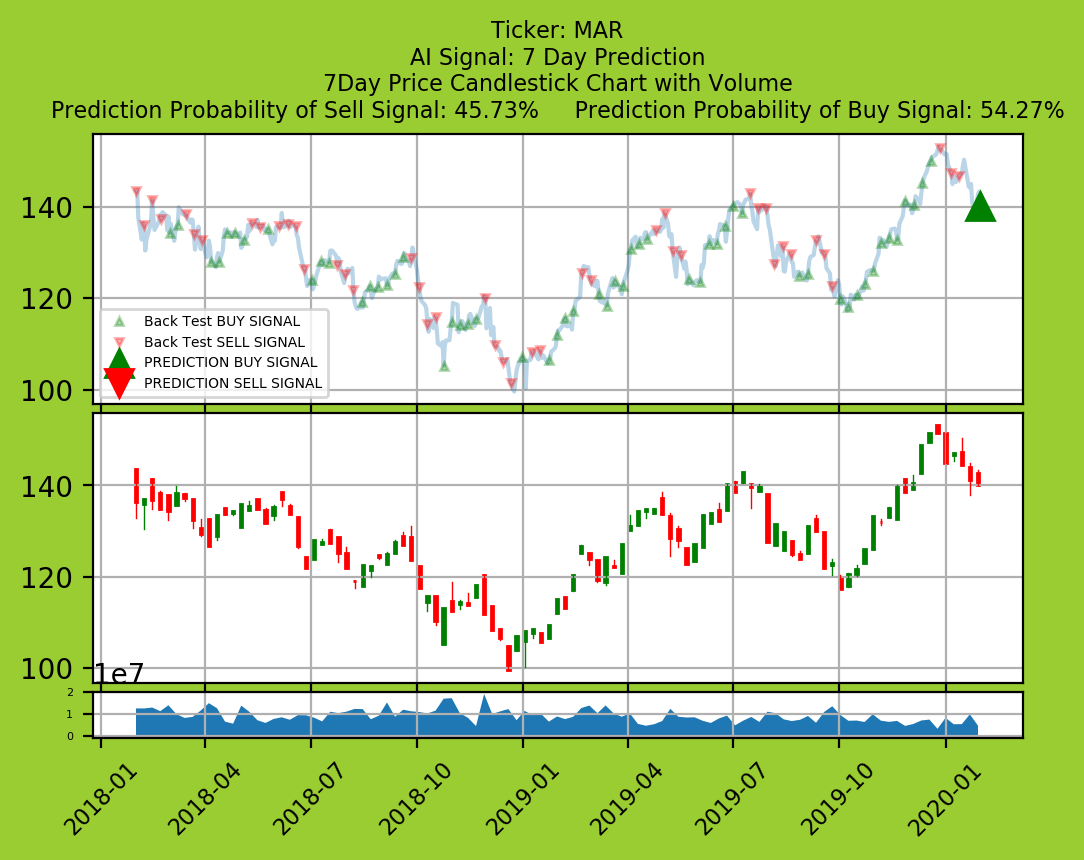 Ticker: MAR
AI Signal: 7 Day Prediction
7Day Price Candlestick Chart with Volume
Prediction Probability of Sell Signal: 45.73%     Prediction Probability of Buy Signal: 54.27%
140
120
100
Back Test BUY SIGNAL
Back Test SELL SIGNAL
PREDICTION BUY SIGNAL
PREDICTION SELL SIGNAL
140
120
100
1e7
2
1
0
2018-01
2018-04
2018-07
2018-10
2019-01
2019-04
2019-07
2019-10
2020-01